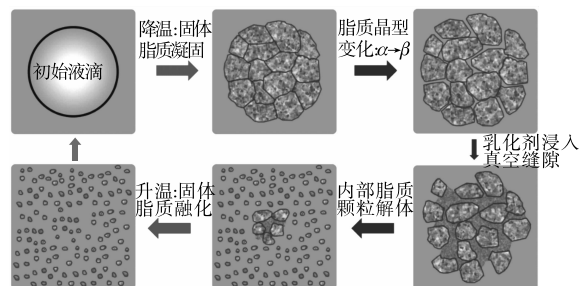 初始液滴
降温:固体
脂质凝固
脂质晶型
变化:α→β
乳化剂浸入
真空缝隙
内部脂质
颗粒解体
升温:固体
脂质融化